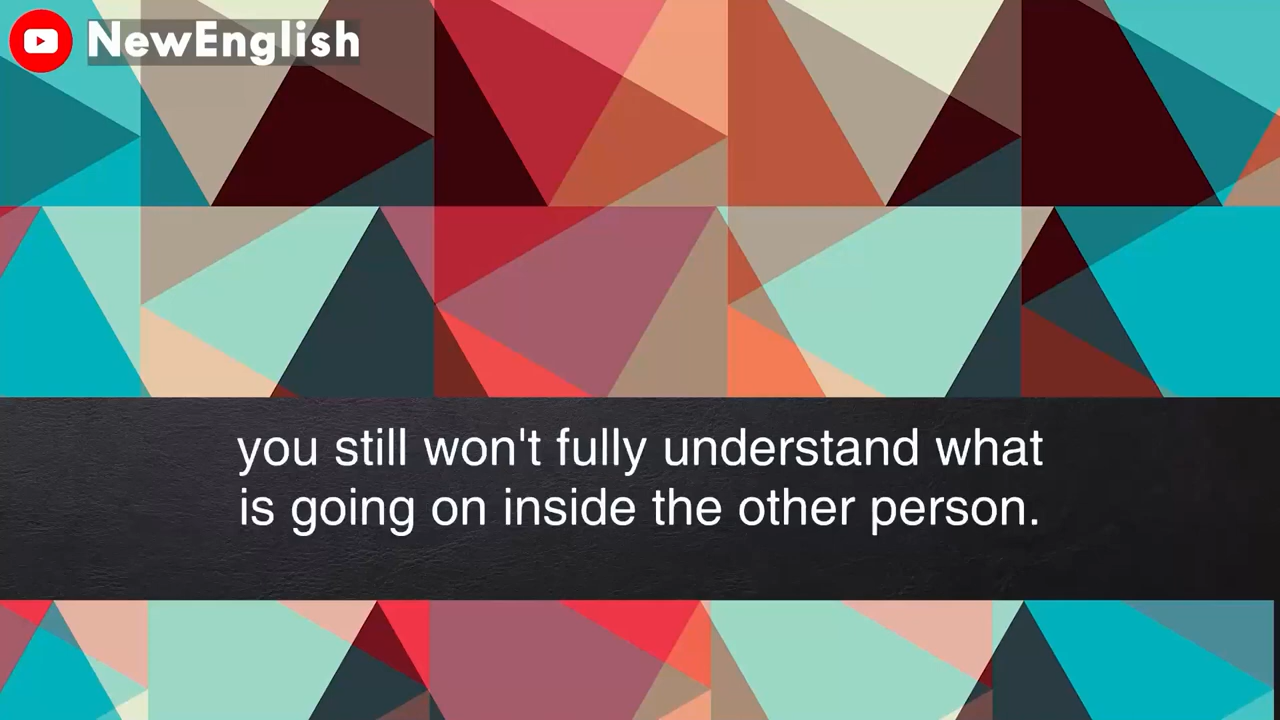 NewEnglish
you still won't fully understand what
is going on inside the other person.